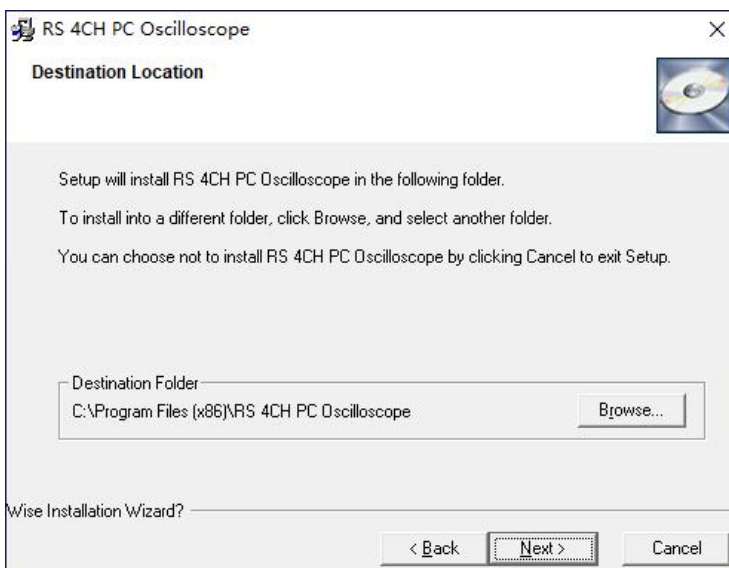 RS 4CH PC Oscilloscope
Destination Location
Setup will install RS 4CH PC Oscilloscope in the following folder.
To install into a different folder, click Browse, and select another folder.
You can choose not to install RS 4CH PC Oscilloscope by clicking Cancel to exit Setup.
Destination Folder
C:\Program Files (x86)\RS 4CH PC Oscilloscope
Browse...
Wise Installation Wizard?
< Back
Next >
Cancel